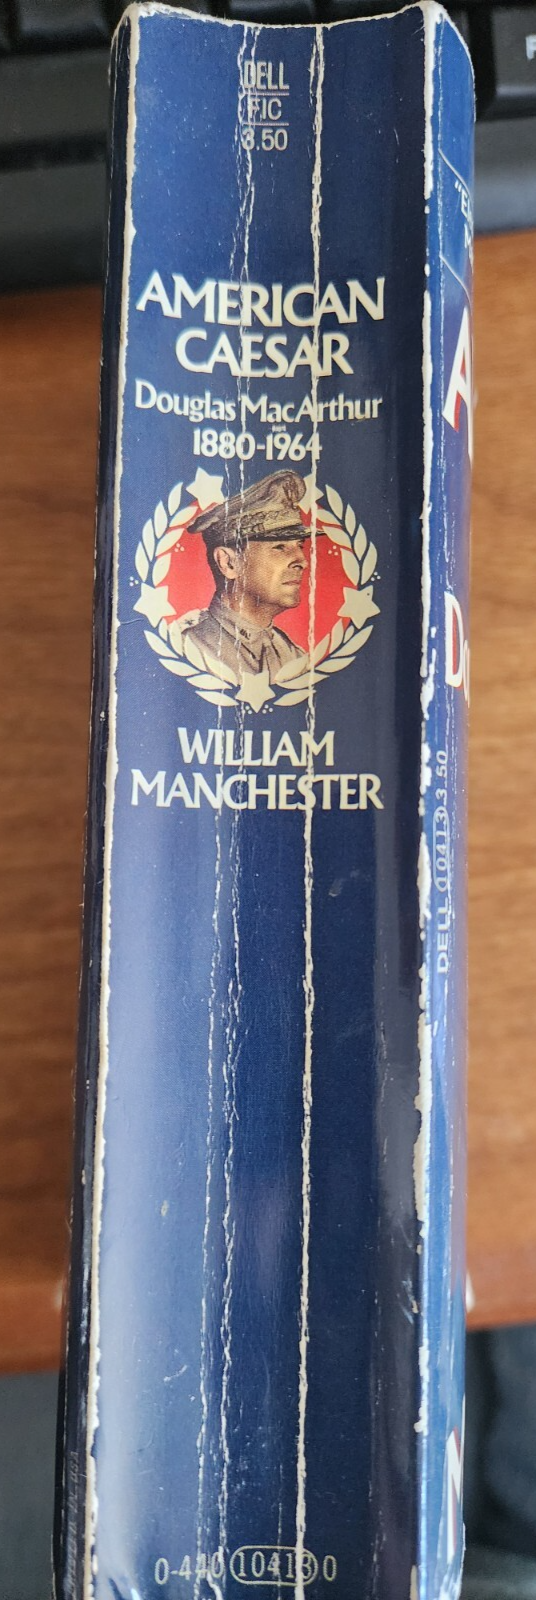 DELL
FIC
3.50
AMERICAN
CAESAR
Douglas MacArthur
1880-1964
WILLIAM
MANCHESTER
0-440 10413 0
DELL 10413 3.50